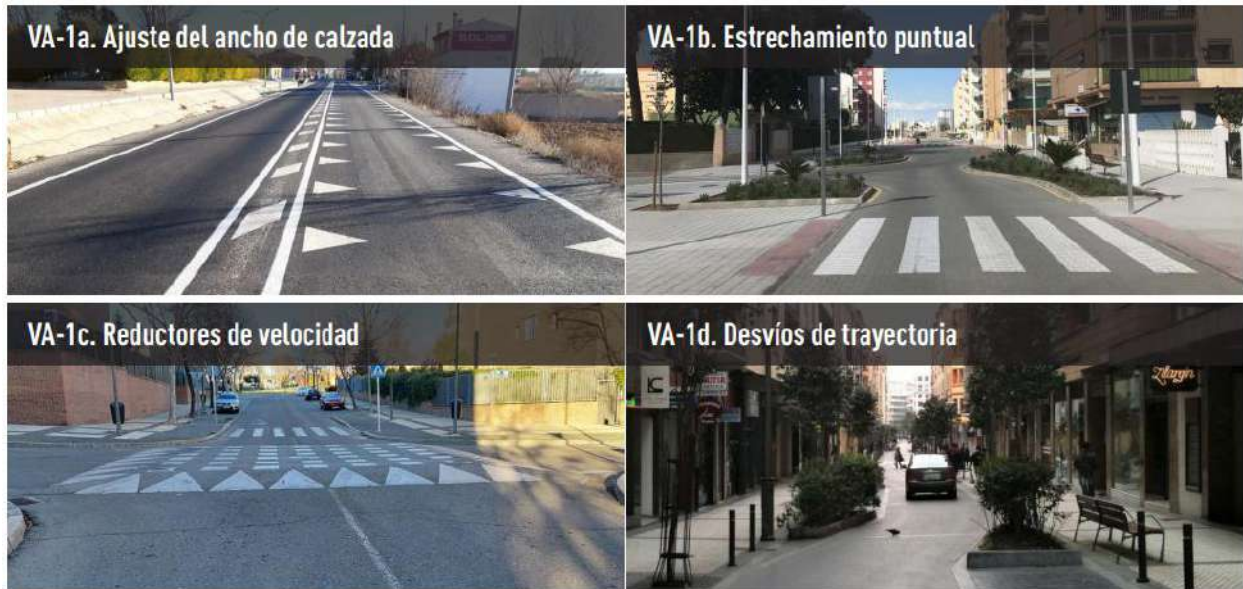 VA-1a. Ajuste del ancho de calzada
VA-1b. Estrechamiento puntual
VA-1c. Reductores de velocidad
VA-1d. Desvíos de trayectoria